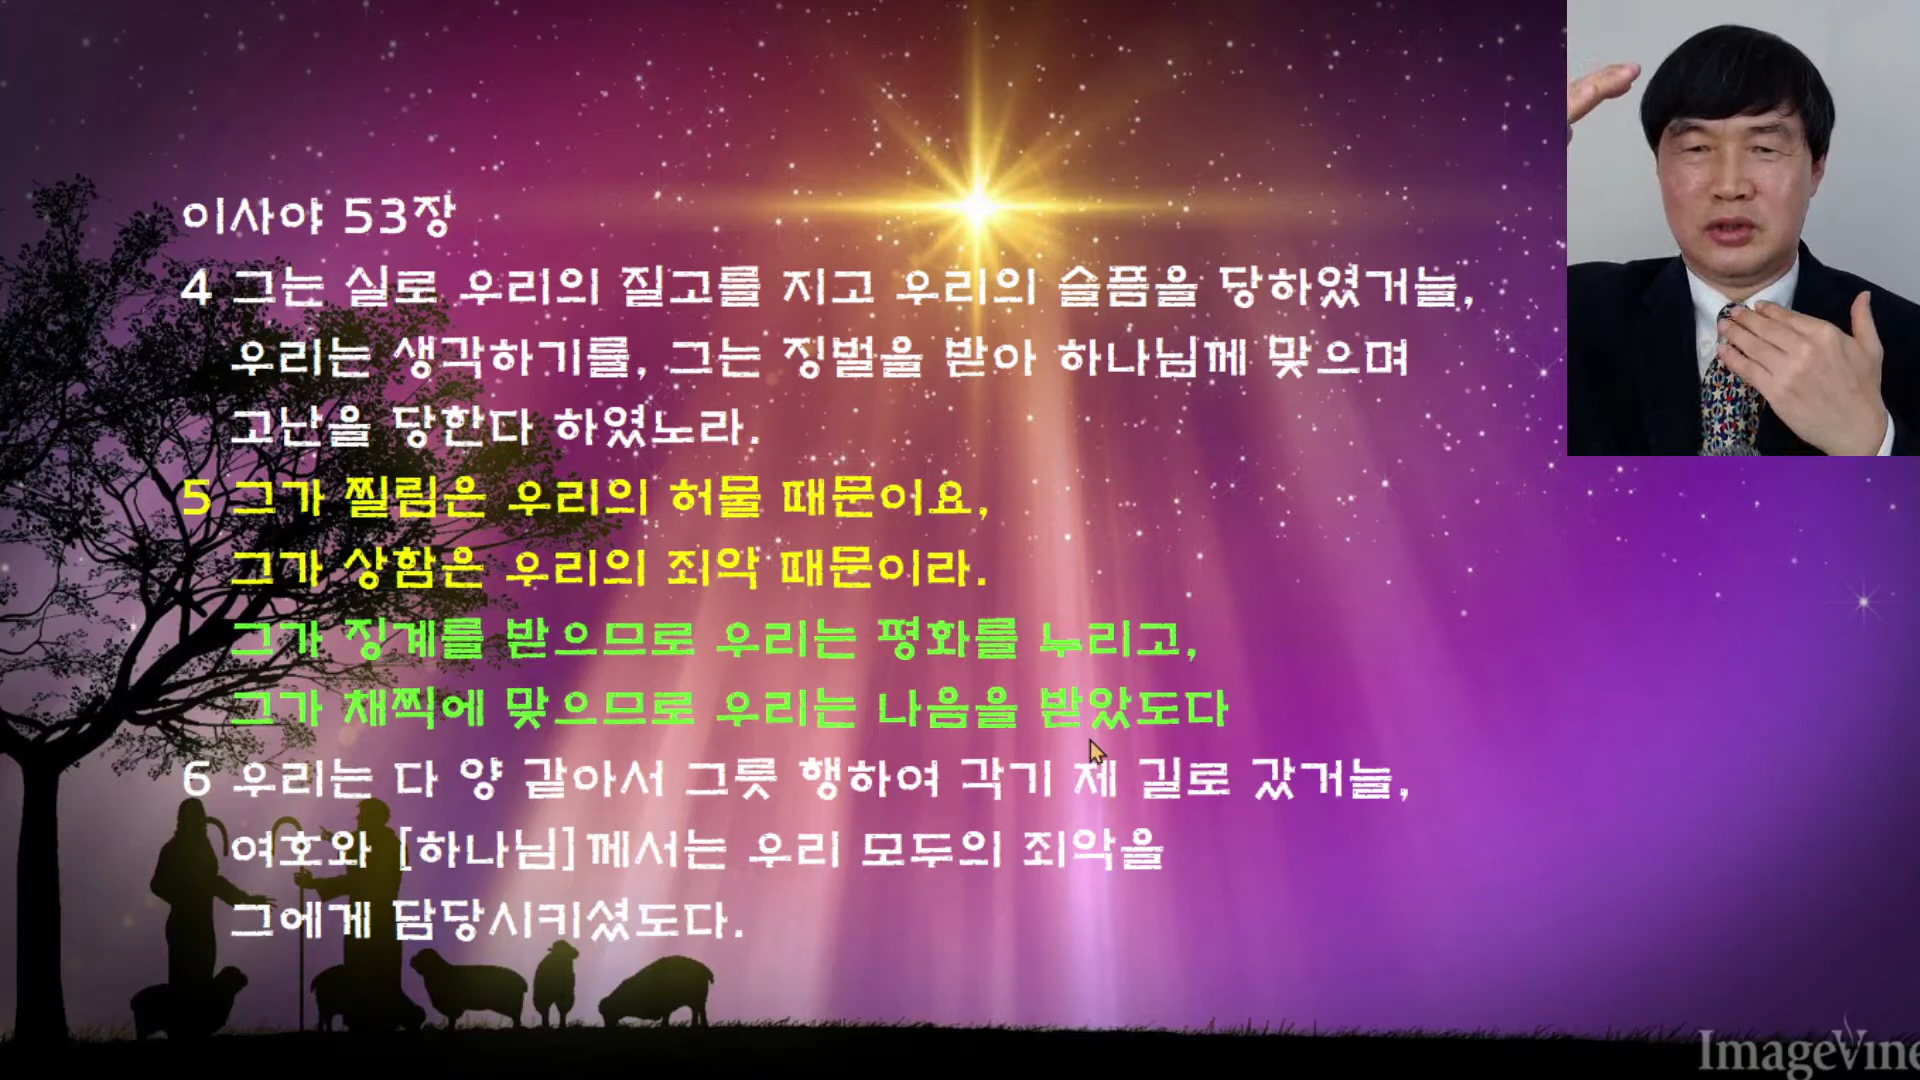 이사야 53장
4 그는 실로 우리의 질고를 지고 우리의 슬픔을 당하였거늘,
우리는 생각하기를, 그는 징벌을 받아 하나님께 맞으며
고난을 당한다 하였노라.
5 그가 찔림은 우리의 허물 때문이요,
그가 상함은 우리의 죄악 때문이라.
그가 징계를 받으므로 우리는 평화를 누리고,
그가 채찍에 맞으므로 우리는 나음을 받았도다
6 우리는 다 양 같아서 그릇 행하여 각기 제 길로 갔거늘,
여호와 [하나님]께서는 우리 모두의 죄악을
그에게 담당시키셨도다.
ImageVine